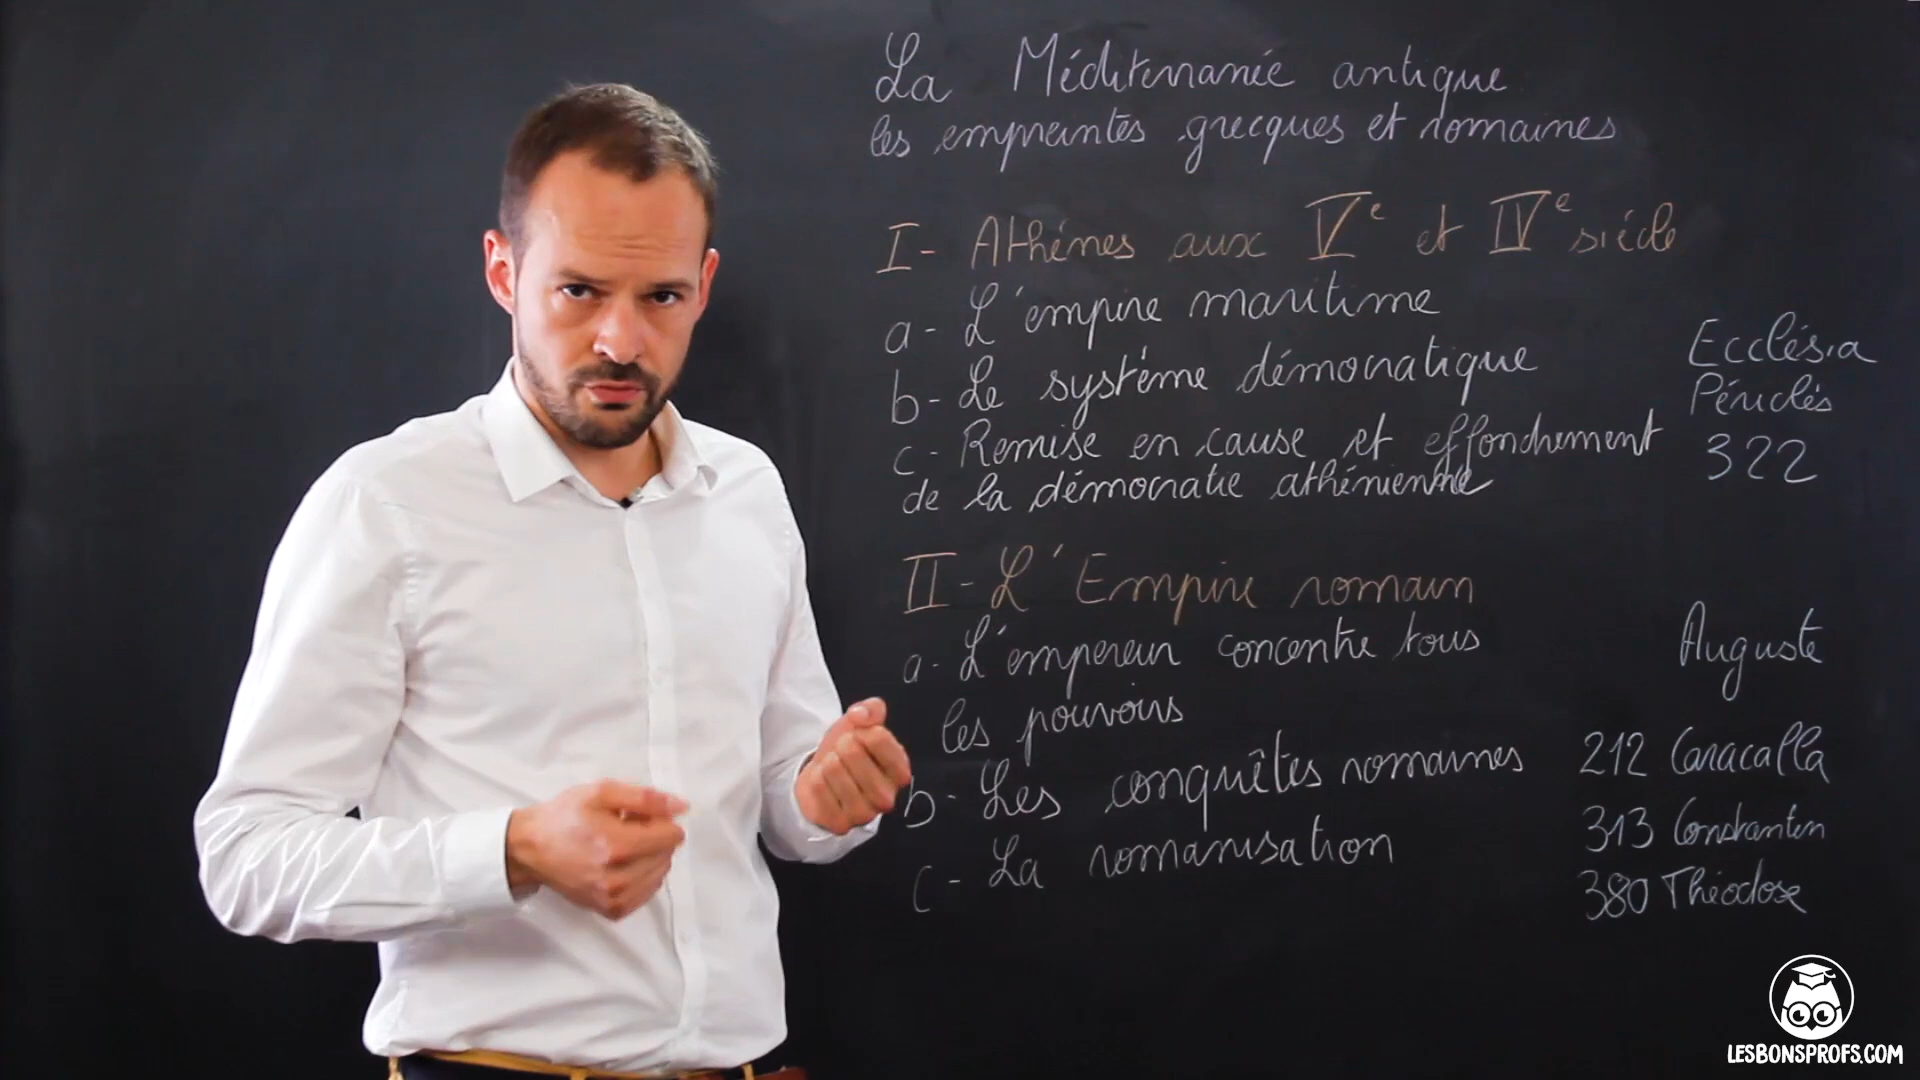 La Méditerranée antique
les empreintes grecques et romaines
I- Athènes aux Ve et IVe siècle
a- L'empire maritime
b- Le système démocratique
Ecclésia
Périclès
c- Remise en cause et effondrement
322
de la démocratie athénienne
II- L'Empire romain
a- L'empereur concentre tous
Auguste
les pouvoirs
b- Les conquêtes romaines
212 Caracalla
313 Constantin
c- La romanisation
380 Théodose
LESBONSPROFS.COM